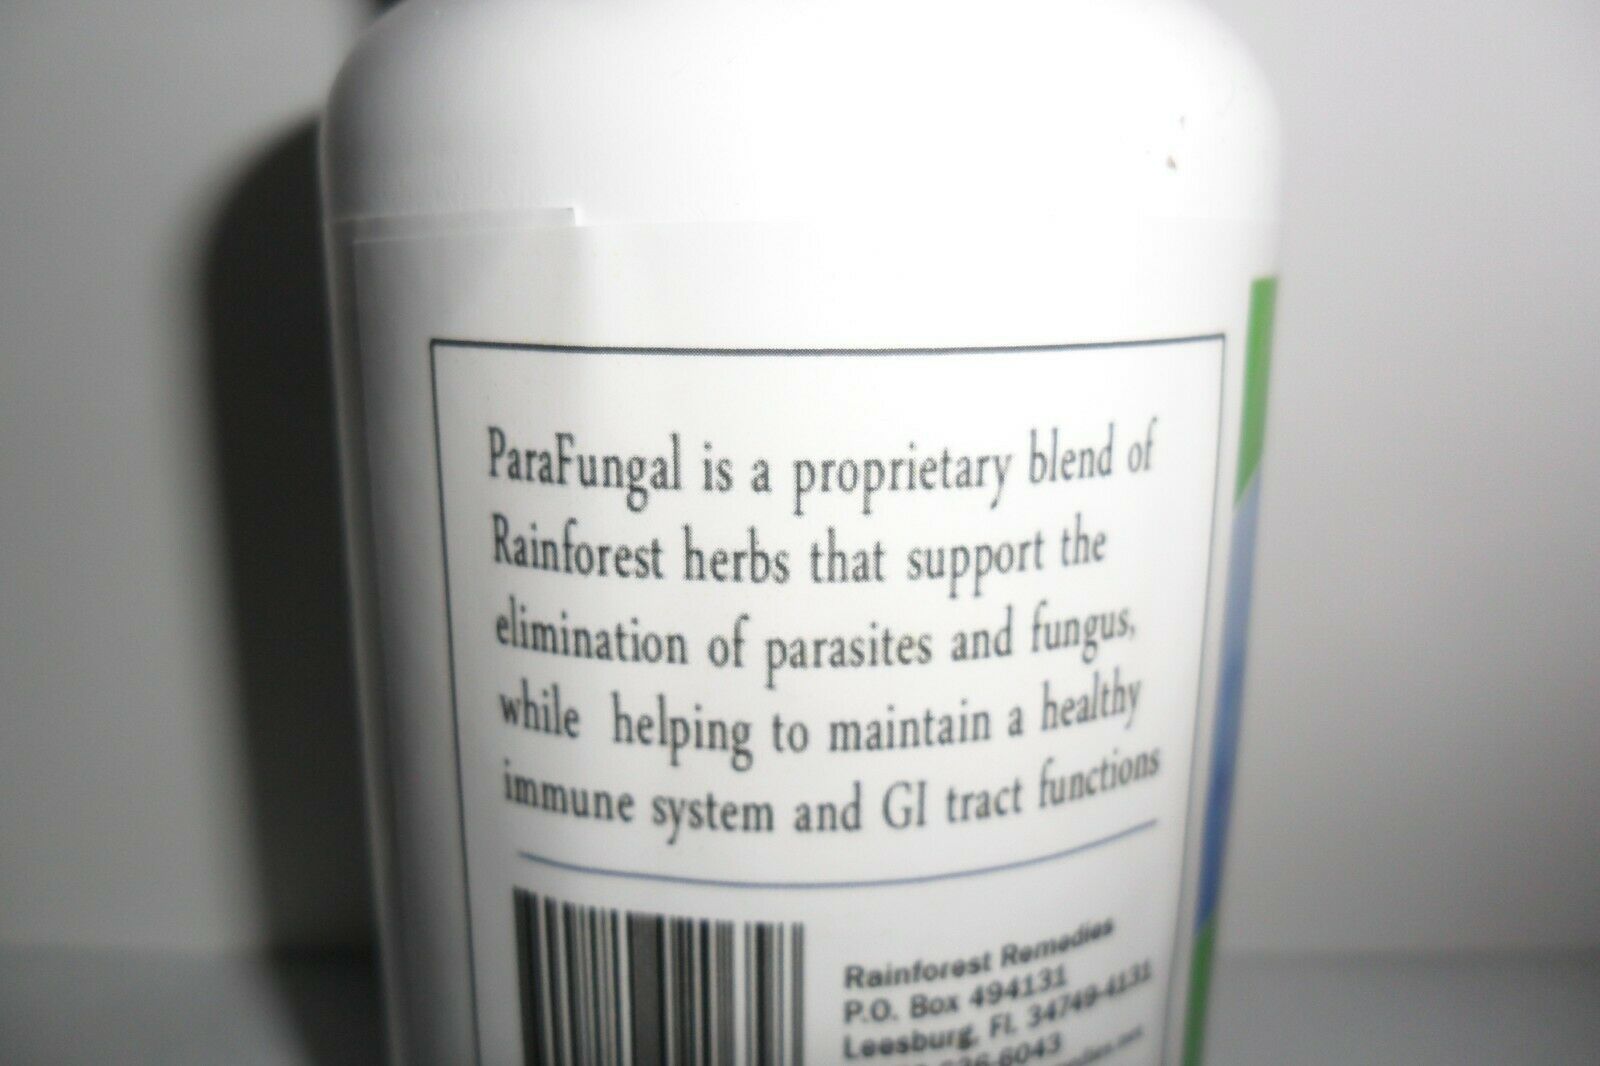 ParaFungal is a proprietary blend of
Rainforest herbs that support the
elimination of parasites and fungus,
while helping to maintain a healthy
immune system and GI tract functions
Rainforest Remedies
P.O. Box 494131
Leesburg, FL 34749-4131
6043